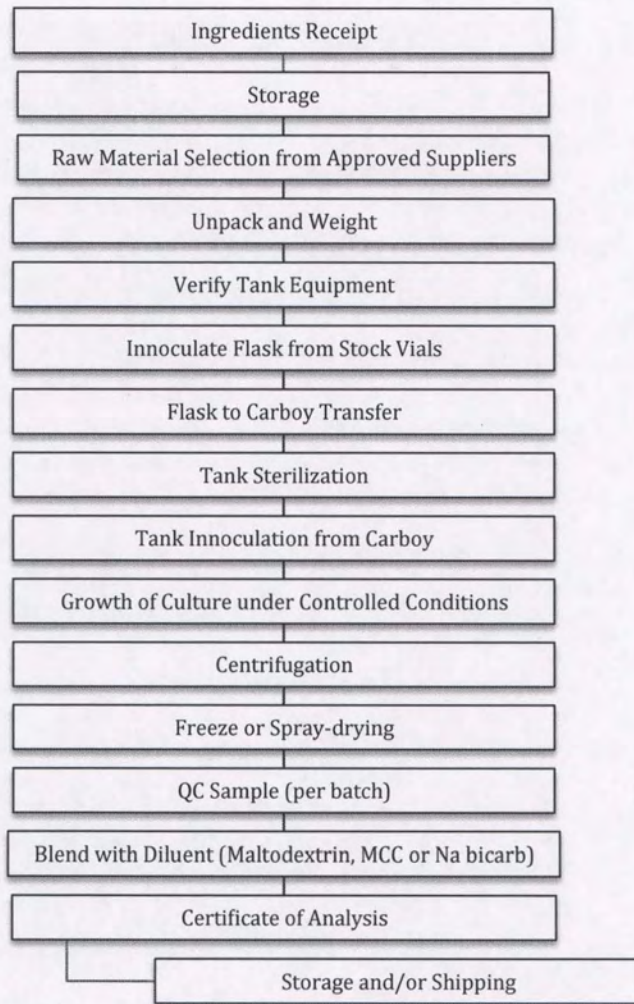 Ingredients Receipt
Storage
Raw Material Selection from Approved Suppliers
Unpack and Weight
Verify Tank Equipment
Innoculate Flask from Stock Vials
Flask to Carboy Transfer
Tank Sterilization
Tank Innoculation from Carboy
Growth of Culture under Controlled Conditions
Centrifugation
Freeze or Spray-drying
QC Sample (per batch)
Blend with Diluent (Maltodextrin, MCC or Na bicarb)
Certificate of Analysis
Storage and/or Shipping